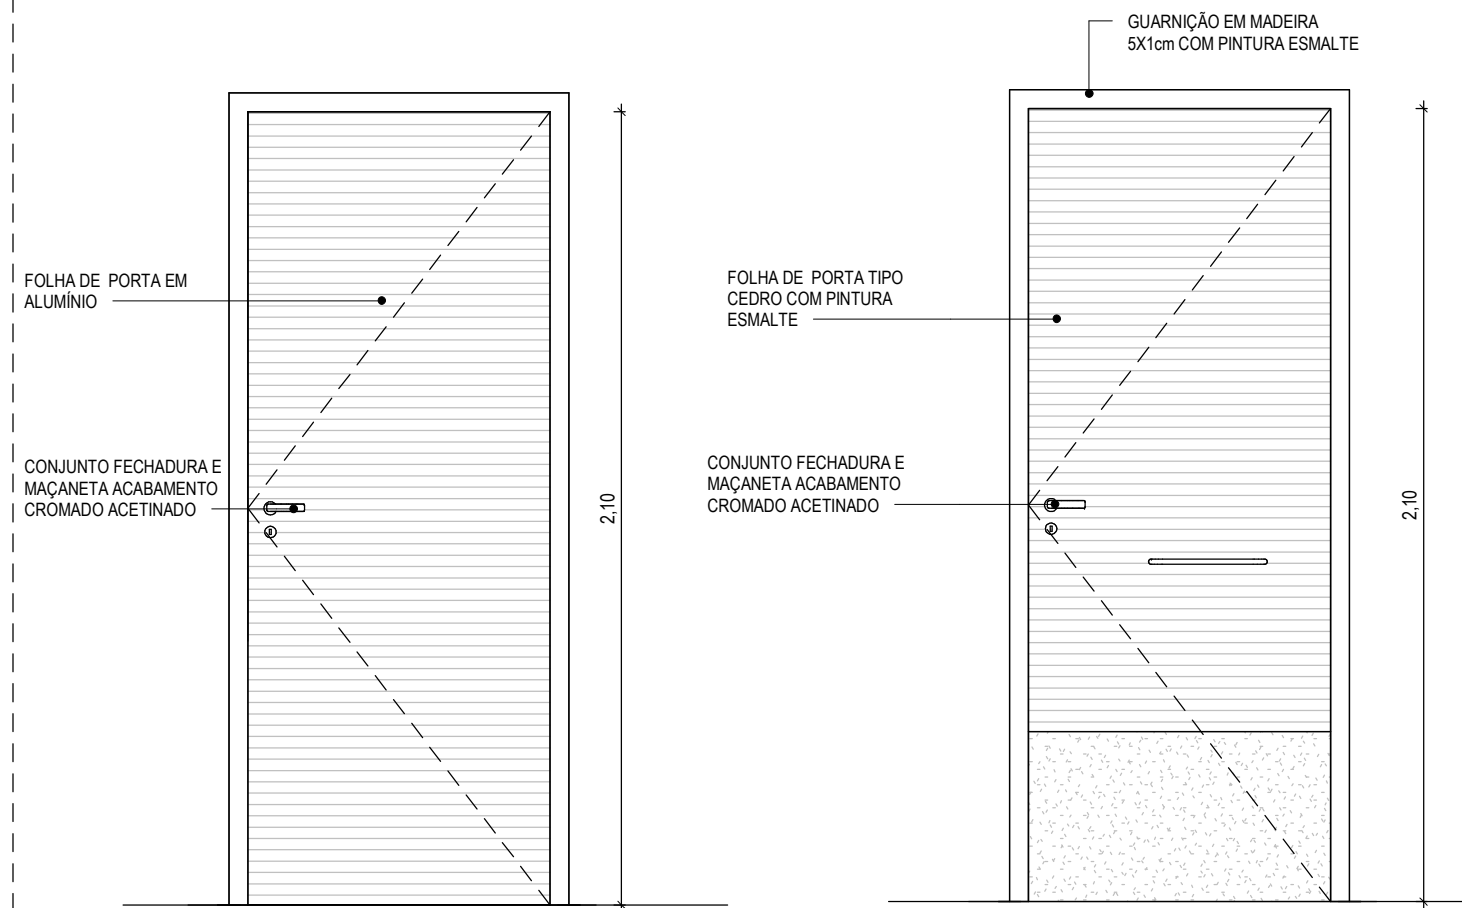 GUARNIÇÃO EM MADEIRA
5X1cm COM PINTURA ESMALTE
FOLHA DE PORTA EM
ALUMÍNIO
CONJUNTO FECHADURA E
MAÇANETA ACABAMENTO
CROMADO ACETINADO
2,10
FOLHA DE PORTA TIPO
CEDRO COM PINTURA
ESMALTE
CONJUNTO FECHADURA E
MAÇANETA ACABAMENTO
CROMADO ACETINADO
2,10